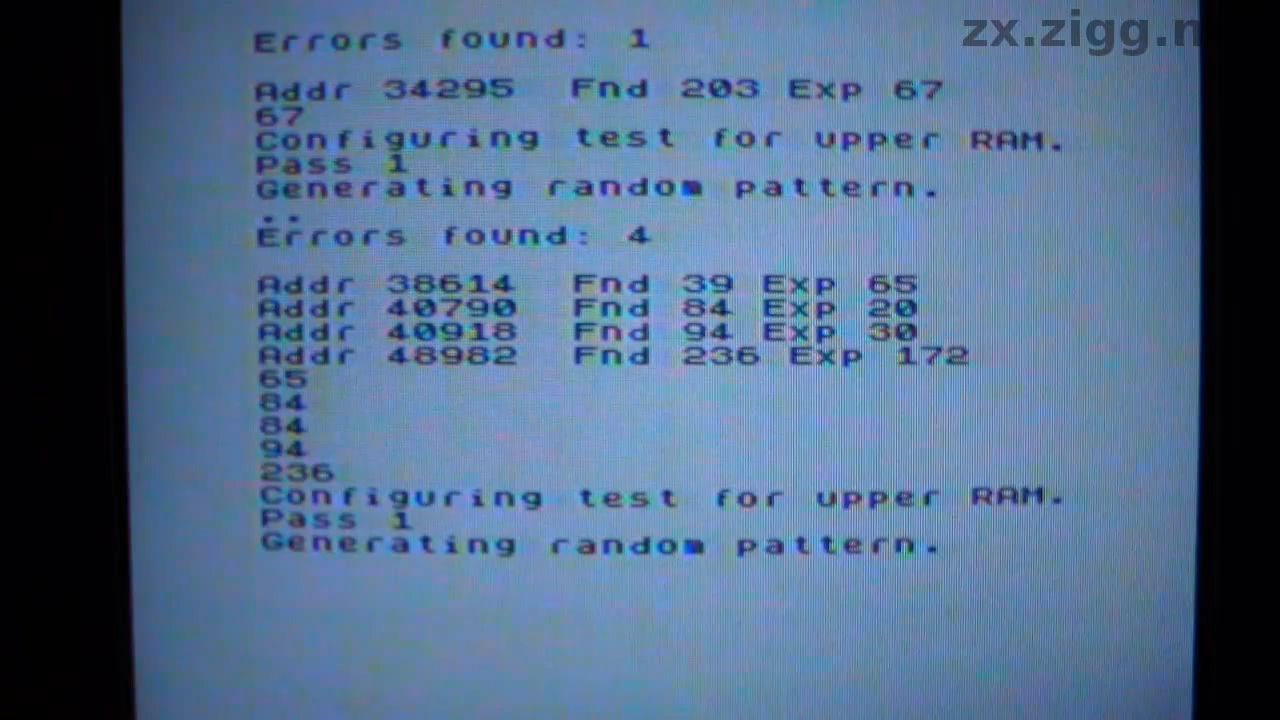 zx.zigg.n
Errors found: 1
Addr 34295 Fnd 203 Exp 67
67
Configuring test for upper RAM.
Pass 1
Generating random pattern.
..
Errors found: 4
Addr 38614 Fnd 39 Exp 65
Addr 40790 Fnd 84 Exp 20
Addr 40918 Fnd 94 Exp 30
Addr 48982 Fnd 236 Exp 172
65
84
84
94
236
Configuring test for upper RAM.
Pass 1
Generating random pattern.